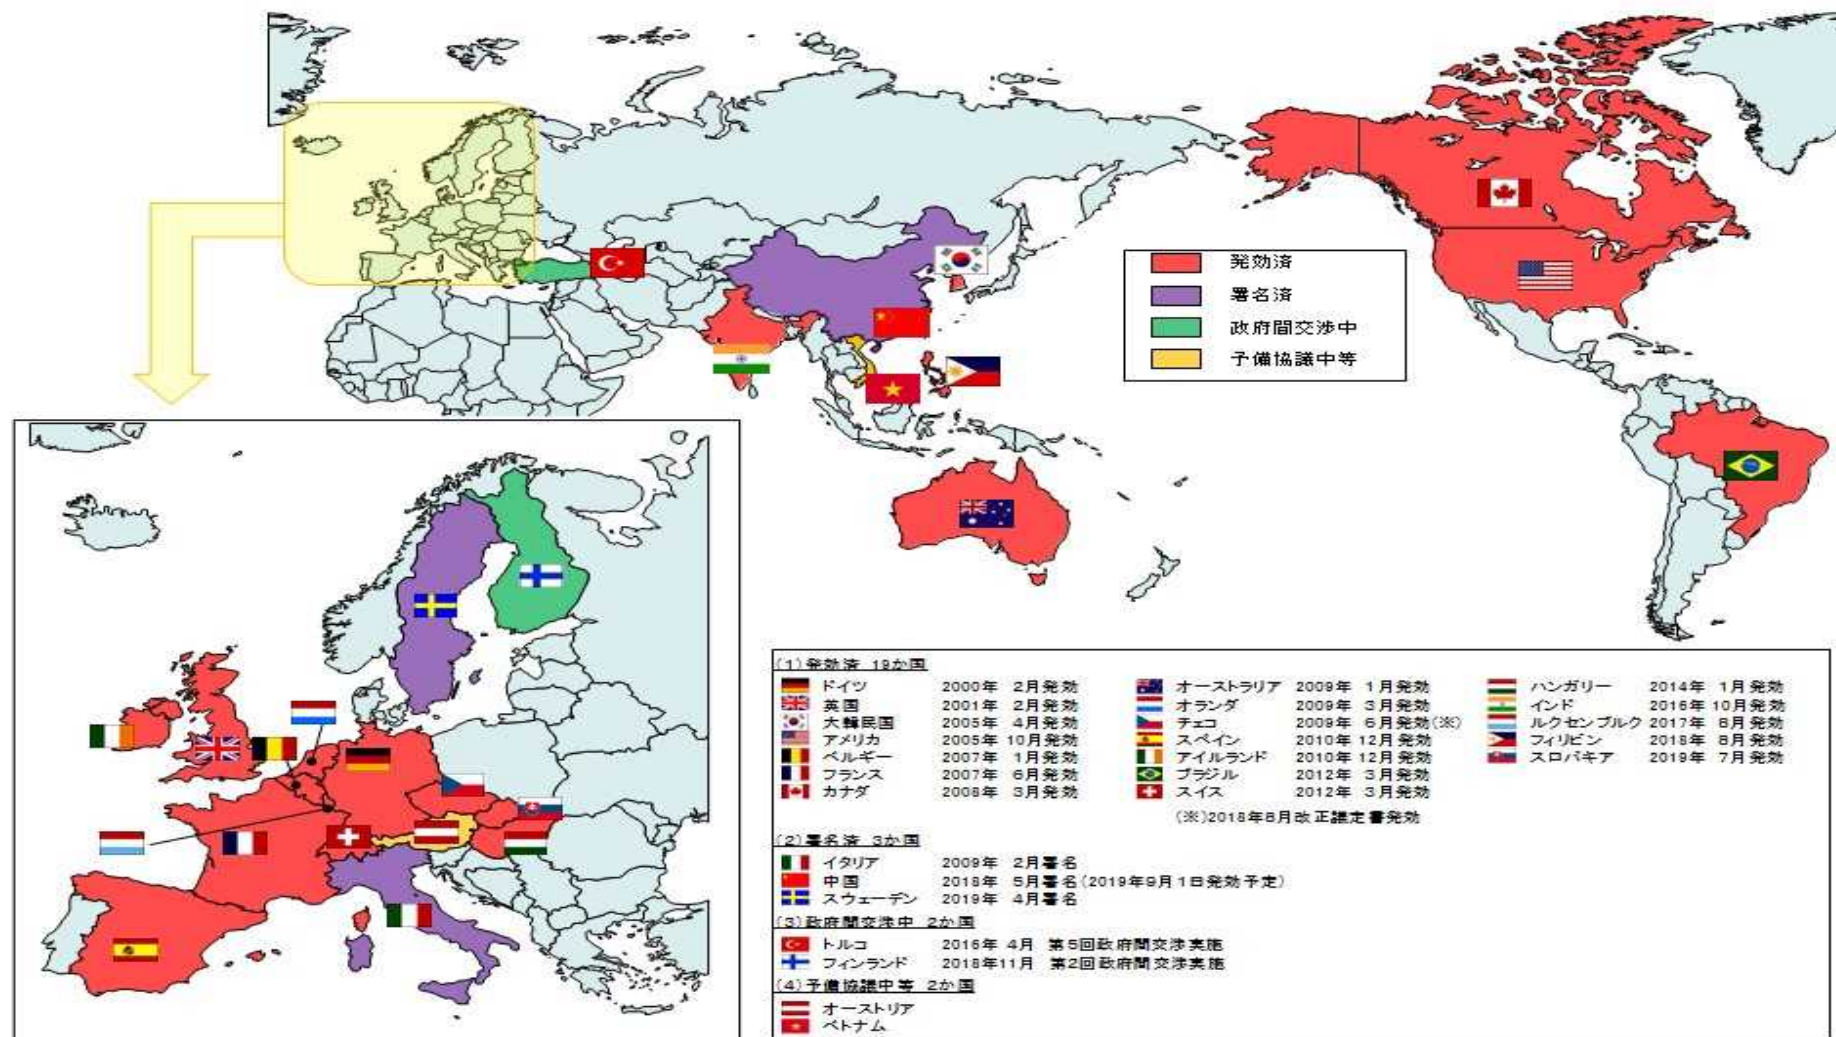 発効済
署名済
政府間交渉中
予備協議中等
(1)発効済 19か国
ドイツ 2000年 2月発効
英国 2001年 2月発効
大韓民国 2005年 4月発効
アメリカ 2005年 10月発効
ベルギー 2007年 1月発効
フランス 2007年 6月発効
カナダ 2008年 3月発効
オーストラリア 2009年 1月発効
オランダ 2009年 3月発効
チェコ 2009年 6月発効(※)
スペイン 2010年 12月発効
アイルランド 2010年 12月発効
ブラジル 2012年 3月発効
スイス 2012年 3月発効
(※)2018年8月改正議定書発効
ハンガリー 2014年 1月発効
インド 2016年 10月発効
ルクセンブルク 2017年 8月発効
フィリピン 2018年 8月発効
スロバキア 2019年 7月発効
(2)署名済 3か国
イタリア 2009年 2月署名
中国 2018年 5月署名(2019年9月1日発効予定)
スウェーデン 2019年 4月署名
(3)政府間交渉中 2か国
トルコ 2016年 4月 第5回政府間交渉実施
フィンランド 2018年11月 第2回政府間交渉実施
(4)予備協議中等 2か国
オーストリア
ベトナム